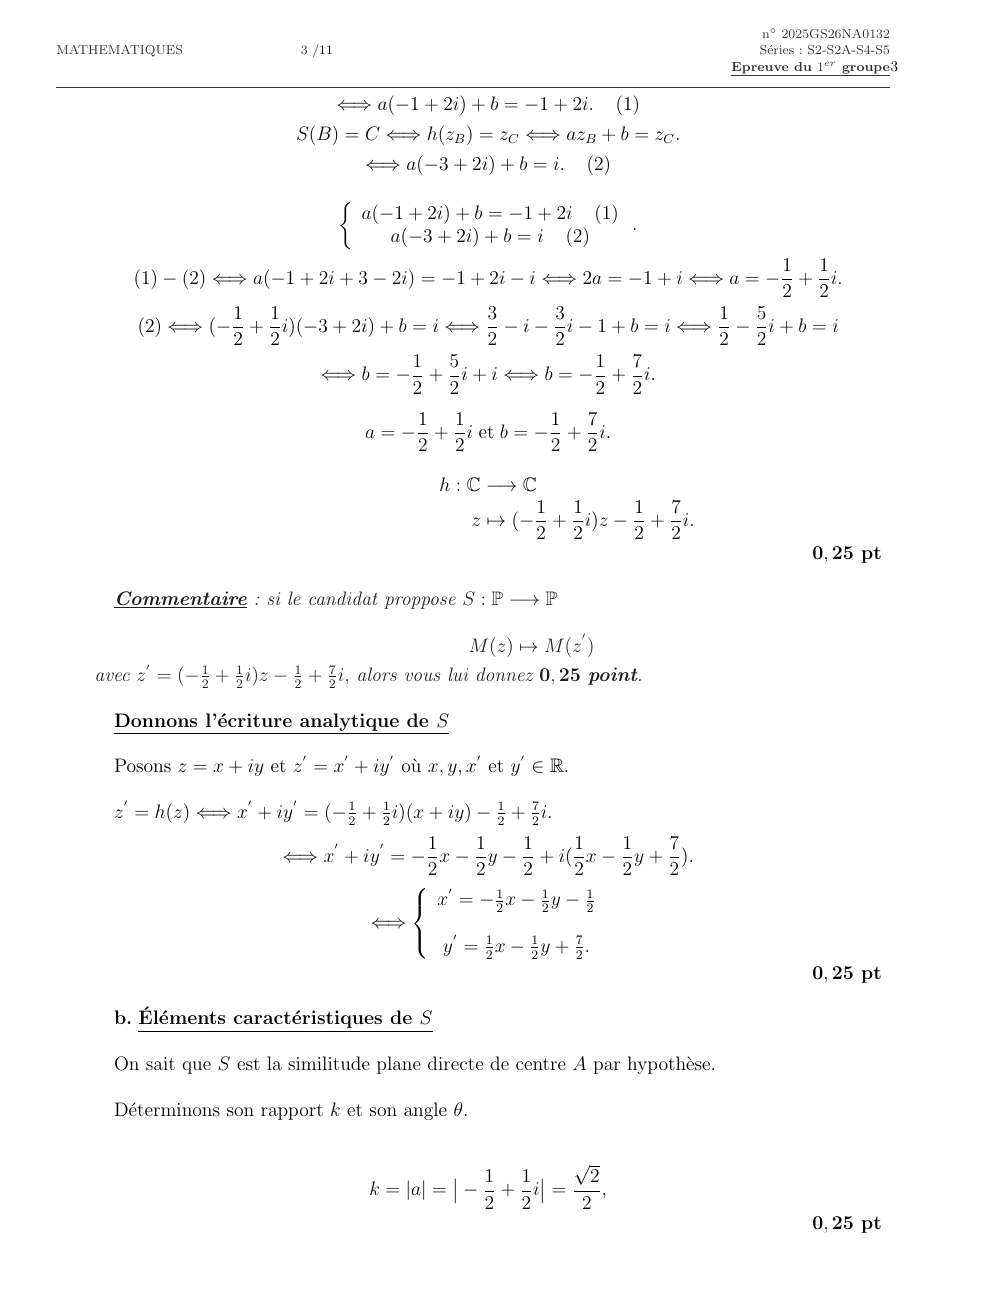 n° 2025GS26NA0132
MATHEMATIQUES 3 /11 Séries : S2-S2A-S4-S5
Epreuve du 1^{er} groupe3
⟺ a(−1 + 2i) + b = −1 + 2i. (1)
S(B) = C ⟺ h(z_B) = z_C ⟺ az_B + b = z_C.
⟺ a(−3 + 2i) + b = i. (2)
{ a(−1 + 2i) + b = −1 + 2i (1)
a(−3 + 2i) + b = i (2) .
(1) − (2) ⟺ a(−1 + 2i + 3 − 2i) = −1 + 2i − i ⟺ 2a = −1 + i ⟺ a = −1/2 + 1/2 i.
(2) ⟺ (−1/2 + 1/2 i)(−3 + 2i) + b = i ⟺ 3/2 − i − 3/2 i − 1 + b = i ⟺ 1/2 − 5/2 i + b = i
⟺ b = −1/2 + 5/2 i + i ⟺ b = −1/2 + 7/2 i.
a = −1/2 + 1/2 i et b = −1/2 + 7/2 i.
h : ℂ ⟶ ℂ
z ↦ (−1/2 + 1/2 i)z − 1/2 + 7/2 i.
0, 25 pt
Commentaire : si le candidat proppose S : ℙ ⟶ ℙ
M(z) ↦ M(z′)
avec z′ = (−1/2 + 1/2 i)z − 1/2 + 7/2 i, alors vous lui donnez 0, 25 point.
Donnons l'écriture analytique de S
Posons z = x + iy et z′ = x′ + iy′ où x, y, x′ et y′ ∈ ℝ.
z′ = h(z) ⟺ x′ + iy′ = (−1/2 + 1/2 i)(x + iy) − 1/2 + 7/2 i.
⟺ x′ + iy′ = −1/2 x − 1/2 y − 1/2 + i(1/2 x − 1/2 y + 7/2).
⟺ { x′ = −1/2 x − 1/2 y − 1/2
y′ = 1/2 x − 1/2 y + 7/2.
0, 25 pt
b. Éléments caractéristiques de S
On sait que S est la similitude plane directe de centre A par hypothèse.
Déterminons son rapport k et son angle θ.
k = |a| = | − 1/2 + 1/2 i| = √2/2,
0, 25 pt